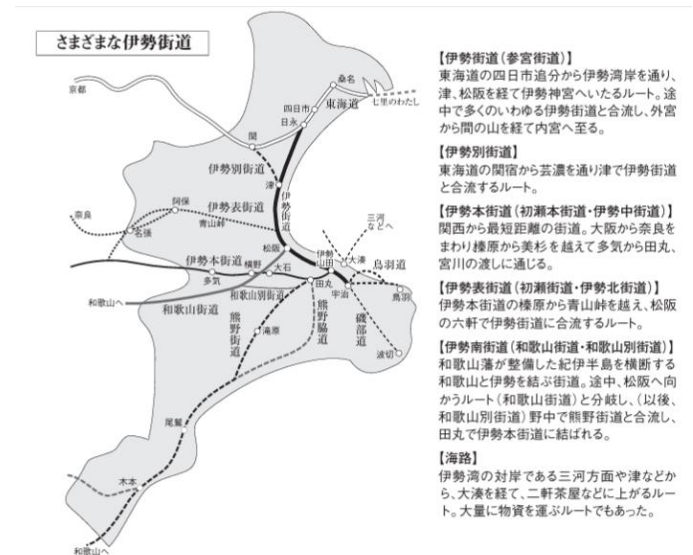 さまざまな伊勢街道
京都
桑名
四日市
東海道
七里のわたし
日永
関
伊勢別街道
津
伊勢街道
阿保
伊勢表街道
奈良
名張
青山峠
三河
などへ
松阪
伊勢本街道
多気
横野
大石
伊勢
山田
大湊
鳥羽道
田丸
宇治
鳥羽
和歌山へ
和歌山街道
和歌山別街道
熊野街道
滝原
熊野脇道
磯部道
波切
尾鷲
木本
和歌山へ
【伊勢街道(参宮街道)】
東海道の四日市追分から伊勢湾岸を通り、
津、松阪を経て伊勢神宮へいたるルート。途
中で多くのいわゆる伊勢街道と合流し、外宮
から間の山を経て内宮へ至る。
【伊勢別街道】
東海道の関宿から芸濃を通り津で伊勢街道
と合流するルート。
【伊勢本街道(初瀬本街道・伊勢中街道)】
関西から最短距離の街道。大阪から奈良を
まわり榛原から美杉を越えて多気から田丸、
宮川の渡しに通じる。
【伊勢表街道(初瀬街道・伊勢北街道)】
伊勢本街道の榛原から青山峠を越え、松阪
の六軒で伊勢街道に合流するルート。
【伊勢南街道(和歌山街道・和歌山別街道)】
和歌山藩が整備した紀伊半島を横断する
和歌山と伊勢を結ぶ街道。途中、松阪へ向
かうルート(和歌山街道)と分岐し、(以後、
和歌山別街道)野中で熊野街道と合流し、
田丸で伊勢本街道に結ばれる。
【海路】
伊勢湾の対岸である三河方面や津などか
ら、大湊を経て、二軒茶屋などに上がるルー
ト。大量に物資を運ぶルートでもあった。